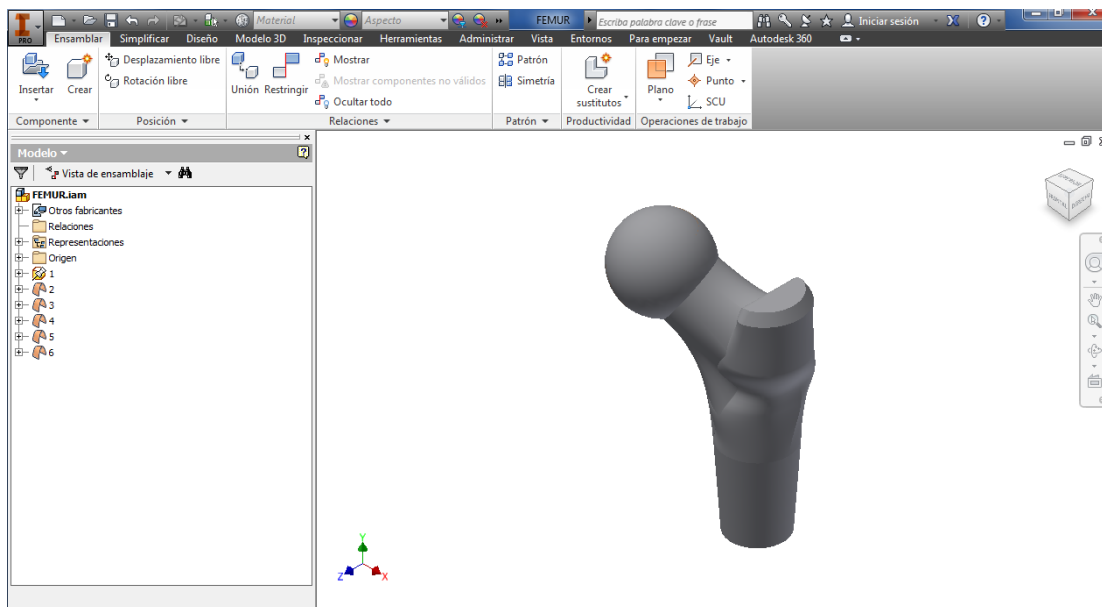 Material Aspecto FEMUR Escriba palabra clave o frase Iniciar sesión
PRO Ensamblar Simplificar Diseño Modelo 3D Inspeccionar Herramientas Administrar Vista Entornos Para empezar Vault Autodesk 360
Desplazamiento libre Mostrar Patrón Eje
Rotación libre Mostrar componentes no válidos Simetría Punto
Insertar Crear Unión Restringir Crear sustitutos Plano
Ocultar todo SCU
Componente Posición Relaciones Patrón Productividad Operaciones de trabajo
Modelo
Vista de ensamblaje
FEMUR.iam
Otros fabricantes
Relaciones
Representaciones
Origen
1
2
3
4
5
6
Y
Z X